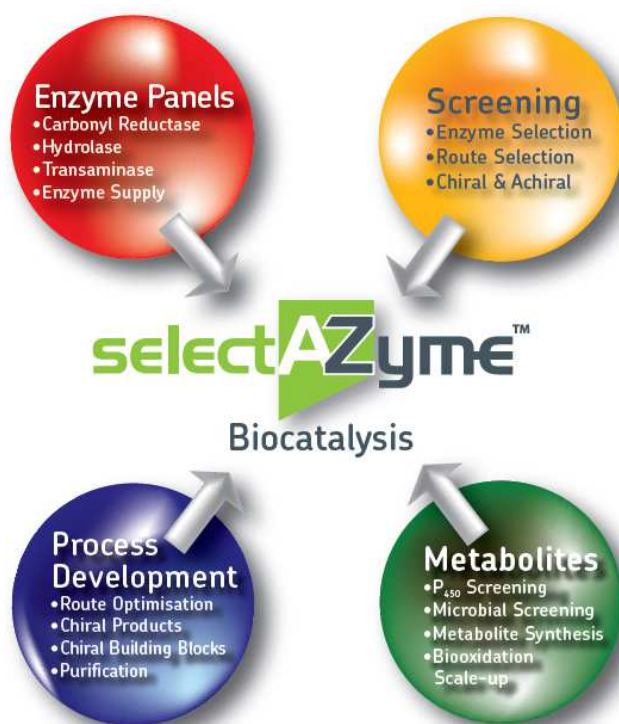 Enzyme Panels
•Carbonyl Reductase
•Hydrolase
•Transaminase
•Enzyme Supply
Screening
•Enzyme Selection
•Route Selection
•Chiral & Achiral
selectAZyme™
Biocatalysis
Process
Development
•Route Optimisation
•Chiral Products
•Chiral Building Blocks
•Purification
Metabolites
•P₄₅₀ Screening
•Microbial Screening
•Metabolite Synthesis
•Biooxidation
Scale-up